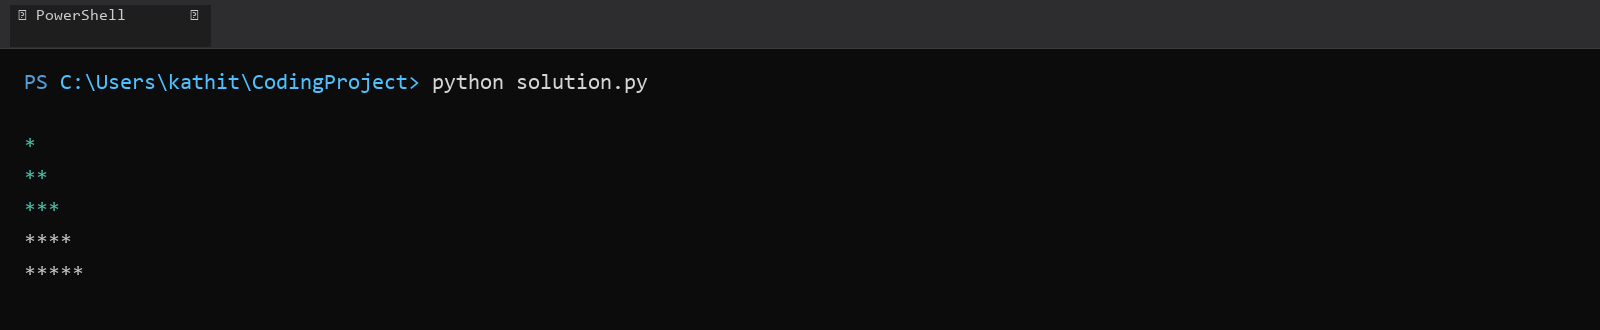 PowerShell
PS C:\Users\kathit\CodingProject> python solution.py
*
**
***
****
*****